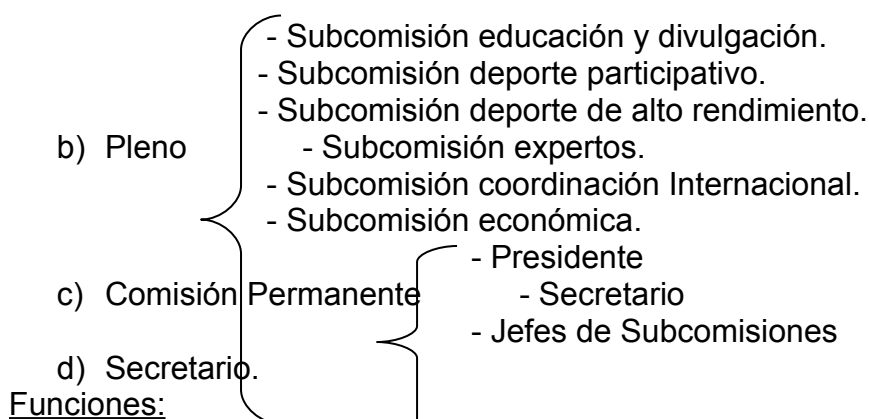 - Subcomisión educación y divulgación.
- Subcomisión deporte participativo.
- Subcomisión deporte de alto rendimiento.
b) Pleno - Subcomisión expertos.
- Subcomisión coordinación Internacional.
- Subcomisión económica.
- Presidente
c) Comisión Permanente - Secretario
- Jefes de Subcomisiones
d) Secretario.
Funciones: